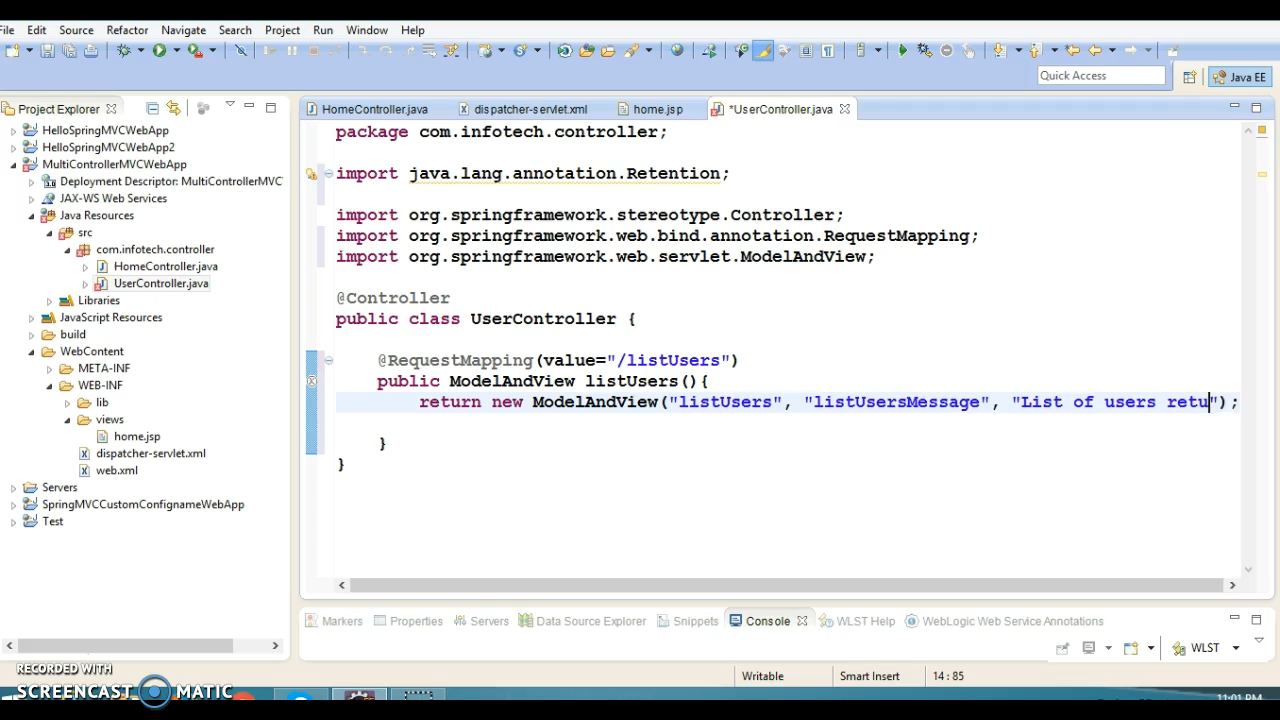 File Edit Source Refactor Navigate Search Project Run Window Help
Quick Access
Java EE
Project Explorer
HelloSpringMVCWebApp
HelloSpringMVCWebApp2
MultiControllerMVCWebApp
Deployment Descriptor: MultiControllerMVC
JAX-WS Web Services
Java Resources
src
com.infotech.controller
HomeController.java
UserController.java
Libraries
JavaScript Resources
build
WebContent
META-INF
WEB-INF
lib
views
home.jsp
dispatcher-servlet.xml
web.xml
Servers
SpringMVCCustomConfignameWebApp
Test
HomeController.java dispatcher-servlet.xml home.jsp *UserController.java
package com.infotech.controller;
import java.lang.annotation.Retention;
import org.springframework.stereotype.Controller;
import org.springframework.web.bind.annotation.RequestMapping;
import org.springframework.web.servlet.ModelAndView;
@Controller
public class UserController {
@RequestMapping(value="/listUsers")
public ModelAndView listUsers(){
return new ModelAndView("listUsers", "listUsersMessage", "List of users retu");
}
}
Markers Properties Servers Data Source Explorer Snippets Console WLST Help WebLogic Web Service Annotations
WLST
Writable Smart Insert 14 : 85
RECORDED WITH
SCREENCAST MATIC
11:01 PM